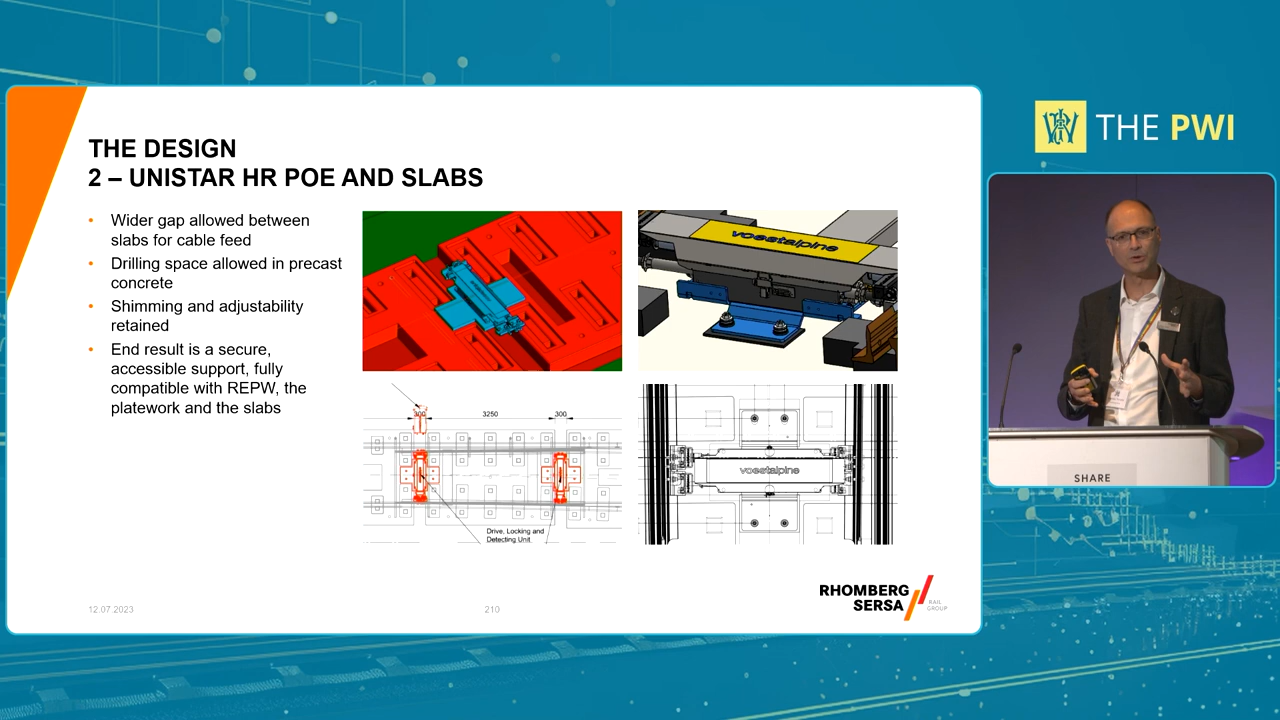 THE DESIGN
2 – UNISTAR HR POE AND SLABS
• Wider gap allowed between
slabs for cable feed
• Drilling space allowed in precast
concrete
• Shimming and adjustability
retained
• End result is a secure,
accessible support, fully
compatible with REPW, the
platework and the slabs
voestalpine
300
3250
300
Drive, Locking and
Detecting Unit
voestalpine
12.07.2023
210
RHOMBERG
SERSA
RAIL
GROUP
THE PWI
SHARE